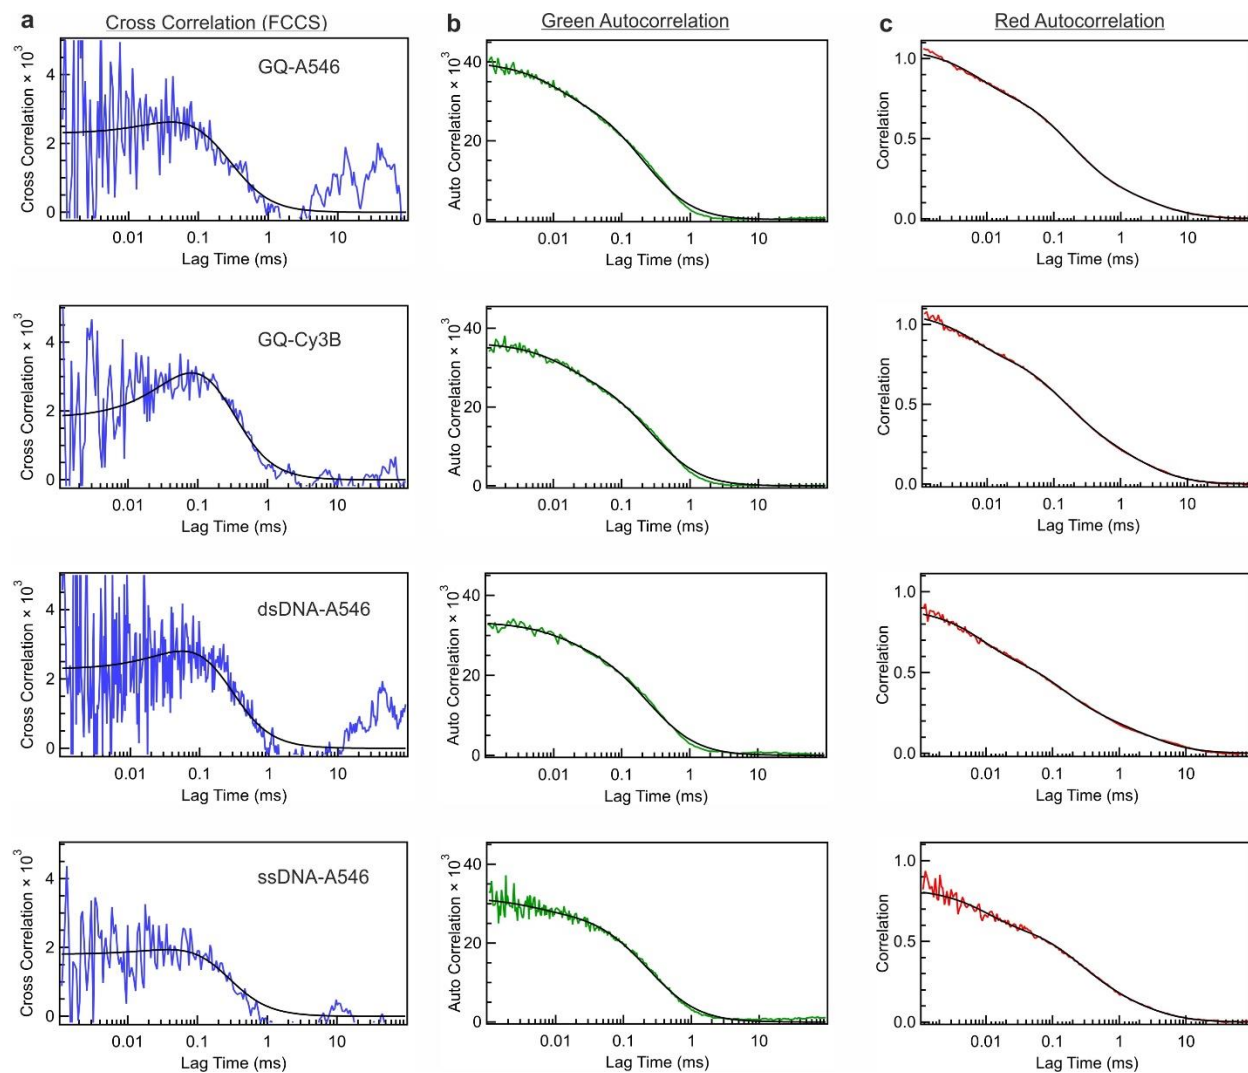 a Cross Correlation (FCCS)
b Green Autocorrelation
c Red Autocorrelation
Cross Correlation × 10³
4
2
0
GQ-A546
0.01 0.1 1 10
Lag Time (ms)
Auto Correlation × 10³
40
20
0
0.01 0.1 1 10
Lag Time (ms)
Correlation
1.0
0.5
0.0
0.01 0.1 1 10
Lag Time (ms)
Cross Correlation × 10³
4
2
0
GQ-Cy3B
0.01 0.1 1 10
Lag Time (ms)
Auto Correlation × 10³
40
20
0
0.01 0.1 1 10
Lag Time (ms)
Correlation
1.0
0.5
0.0
0.01 0.1 1 10
Lag Time (ms)
Cross Correlation × 10³
4
2
0
dsDNA-A546
0.01 0.1 1 10
Lag Time (ms)
Auto Correlation × 10³
40
20
0
0.01 0.1 1 10
Lag Time (ms)
Correlation
1.0
0.5
0.0
0.01 0.1 1 10
Lag Time (ms)
Cross Correlation × 10³
4
2
0
ssDNA-A546
0.01 0.1 1 10
Lag Time (ms)
Auto Correlation × 10³
40
20
0
0.01 0.1 1 10
Lag Time (ms)
Correlation
1.0
0.5
0.0
0.01 0.1 1 10
Lag Time (ms)